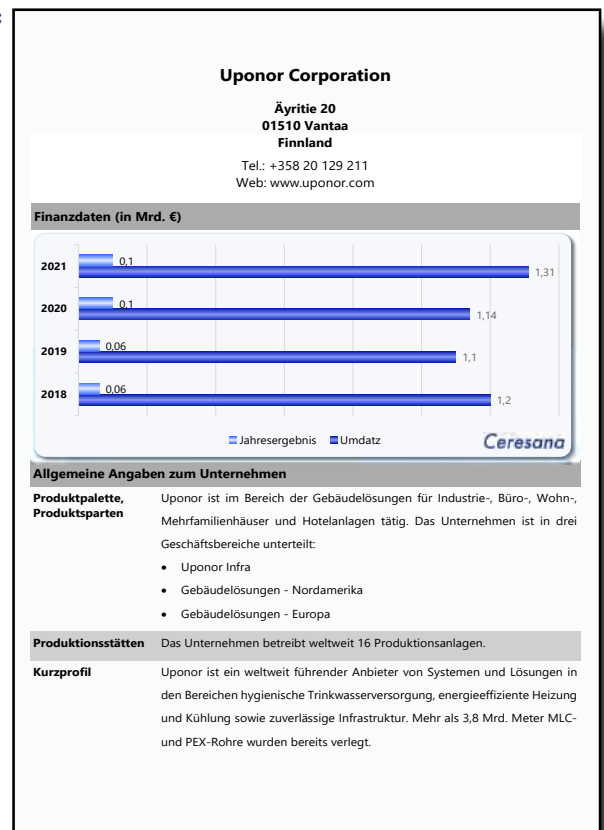 Uponor Corporation
Äyritie 20
01510 Vantaa
Finnland
Tel.: +358 20 129 211
Web: www.uponor.com
Finanzdaten (in Mrd. €)
2021
0,1
1,31
2020
0,1
1,14
2019
0,06
1,1
2018
0,06
1,2
Jahresergebnis Umdatz
Ceresana
Allgemeine Angaben zum Unternehmen
Produktpalette, Produktsparten
Uponor ist im Bereich der Gebäudelösungen für Industrie-, Büro-, Wohn-,
Mehrfamilienhäuser und Hotelanlagen tätig. Das Unternehmen ist in drei
Geschäftsbereiche unterteilt:
• Uponor Infra
• Gebäudelösungen - Nordamerika
• Gebäudelösungen - Europa
Produktionsstätten Das Unternehmen betreibt weltweit 16 Produktionsanlagen.
Kurzprofil Uponor ist ein weltweit führender Anbieter von Systemen und Lösungen in
den Bereichen hygienische Trinkwasserversorgung, energieeffiziente Heizung
und Kühlung sowie zuverlässige Infrastruktur. Mehr als 3,8 Mrd. Meter MLC-
und PEX-Rohre wurden bereits verlegt.